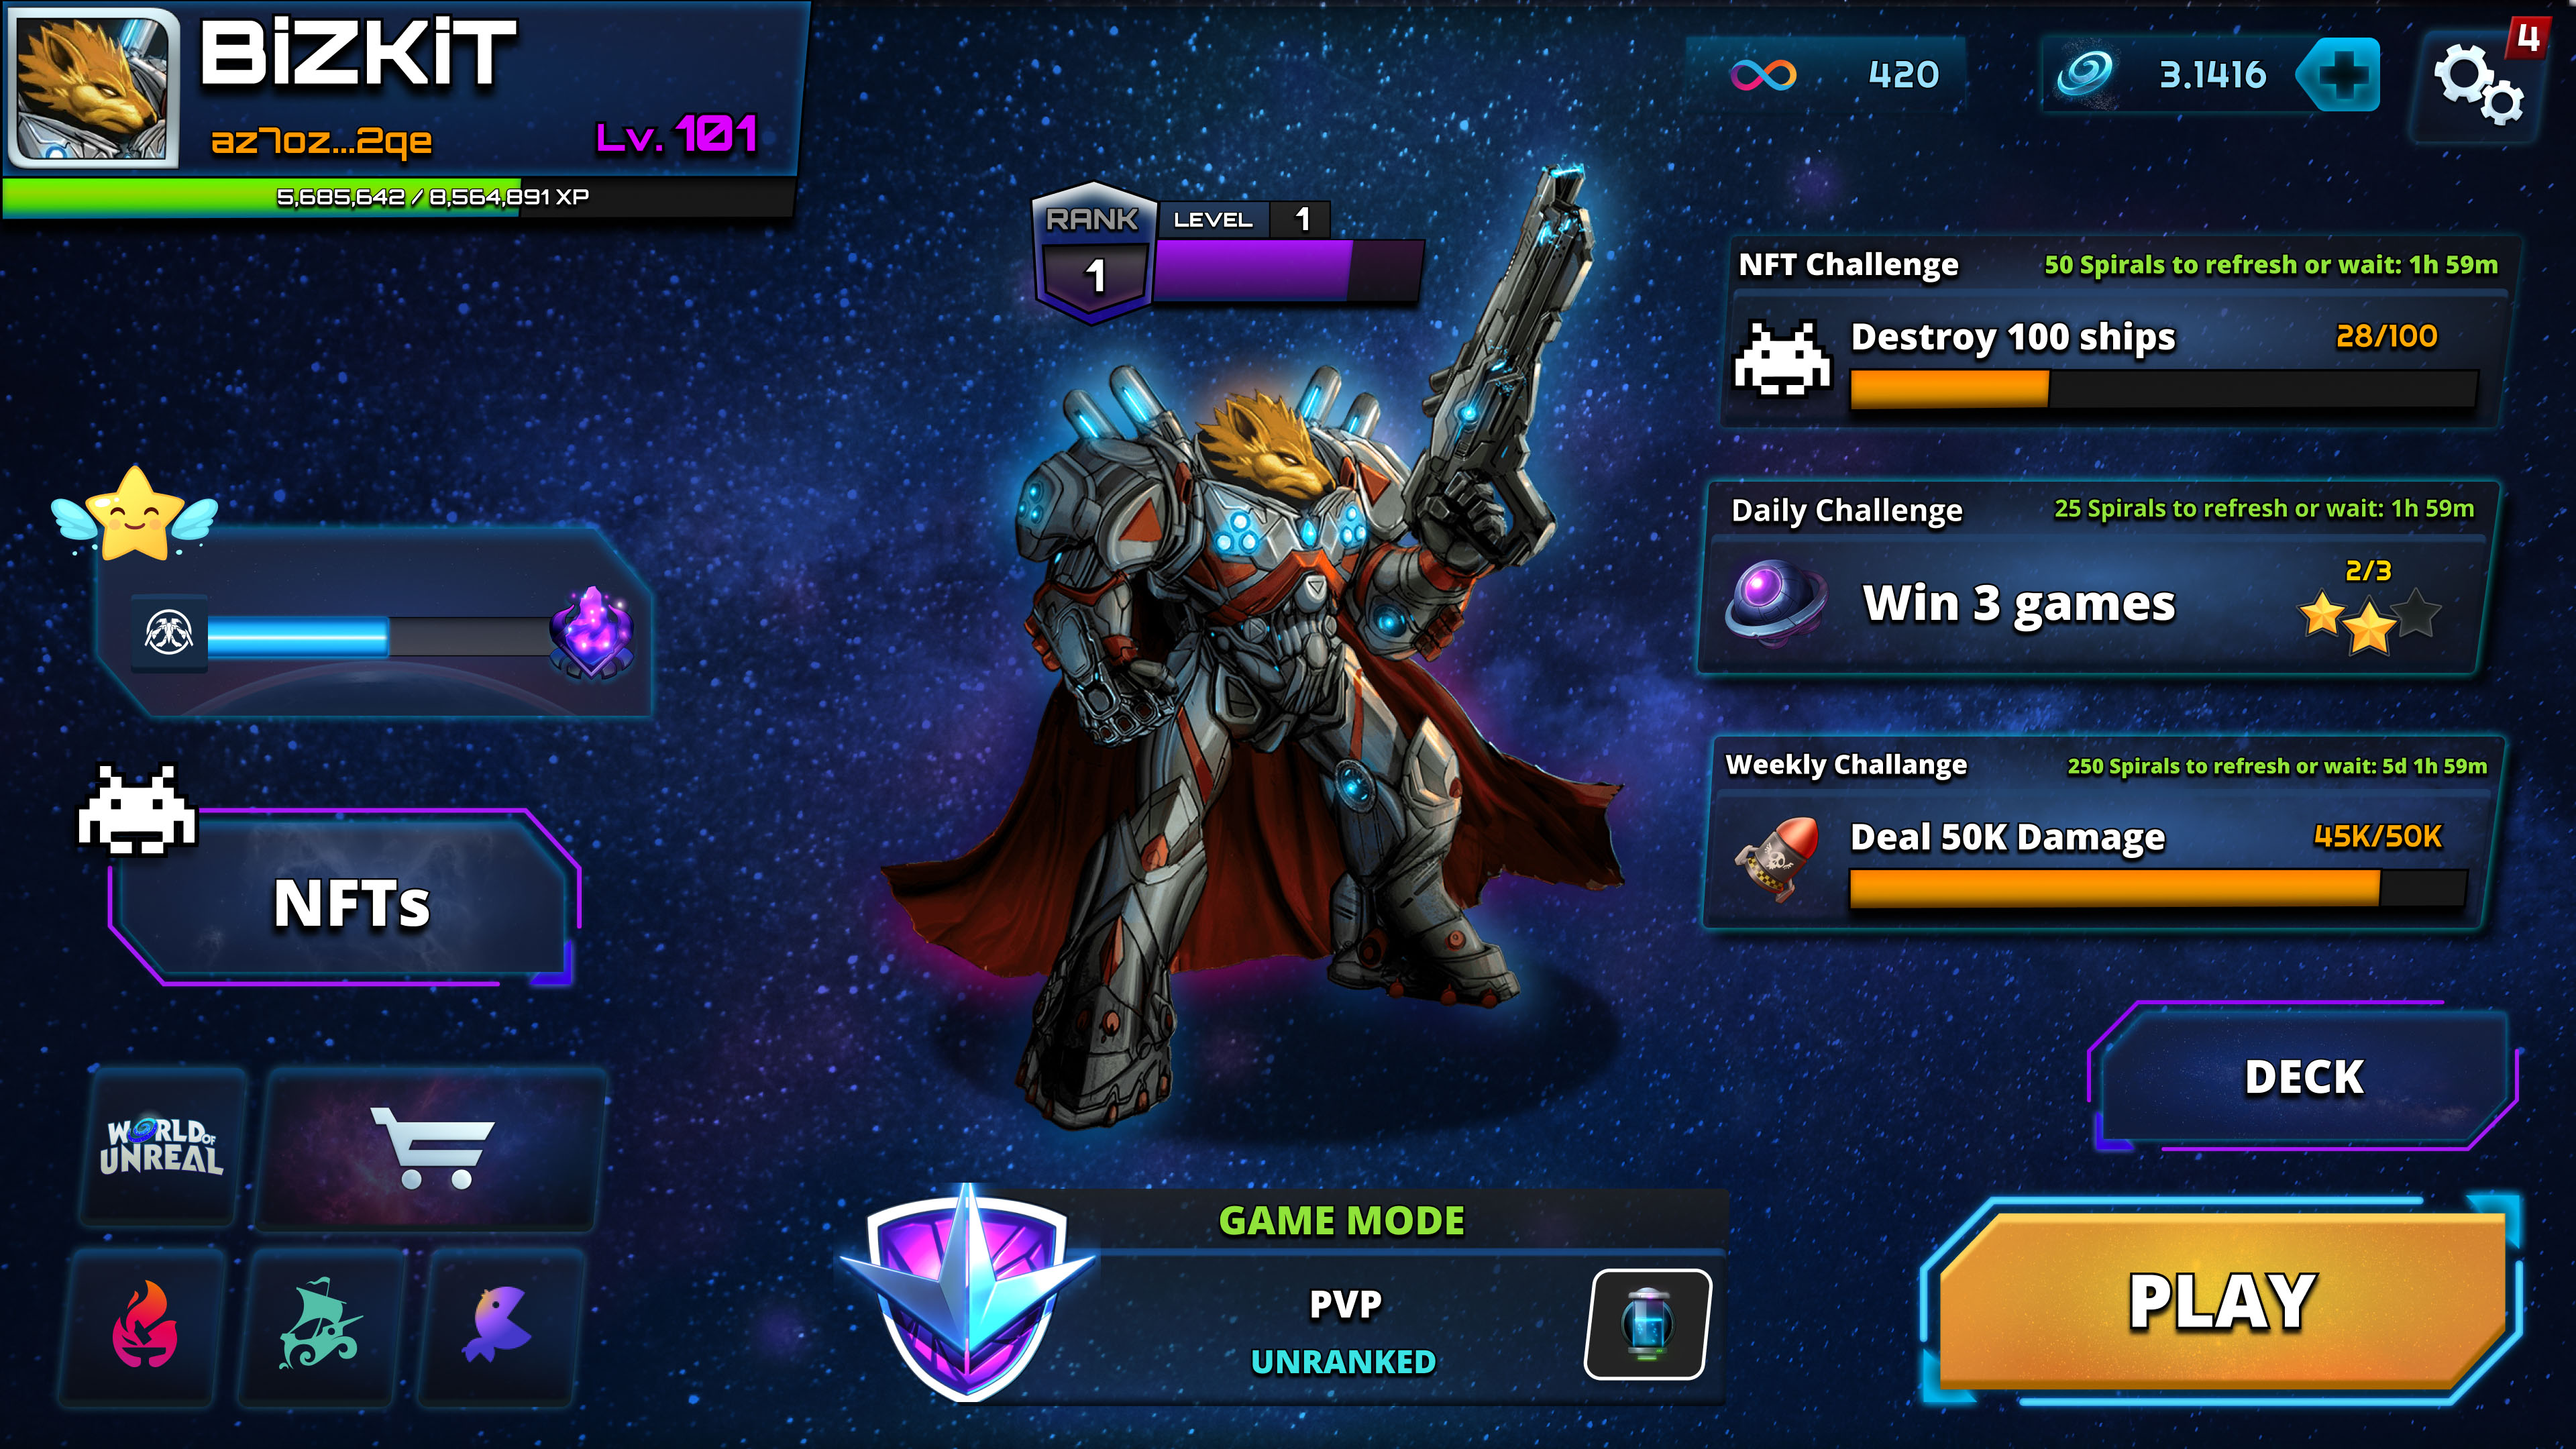 BiZKiT
az7oz...2qe
Lv. 101
5,685,642 / 8,564,891 XP
420
3.1416
4
RANK
1
LEVEL 1
NFT Challenge
50 Spirals to refresh or wait: 1h 59m
Destroy 100 ships
28/100
Daily Challenge
25 Spirals to refresh or wait: 1h 59m
Win 3 games
2/3
Weekly Challange
250 Spirals to refresh or wait: 5d 1h 59m
Deal 50K Damage
45K/50K
NFTs
WORLD OF
UNREAL
DECK
GAME MODE
PVP
UNRANKED
PLAY